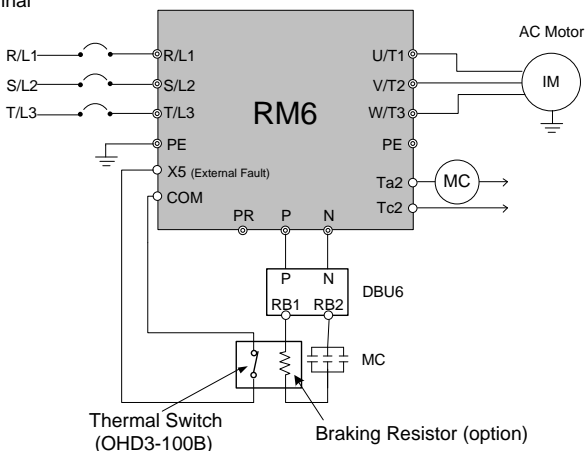 inal
AC Motor
R/L1
R/L1
U/T1
S/L2
S/L2
V/T2
IM
T/L3
T/L3
RM6
W/T3
PE
PE
X5 (External Fault)
Ta2
MC
COM
Tc2
PR
P
N
P
N
DBU6
RB1
RB2
MC
Thermal Switch
(OHD3-100B)
Braking Resistor (option)